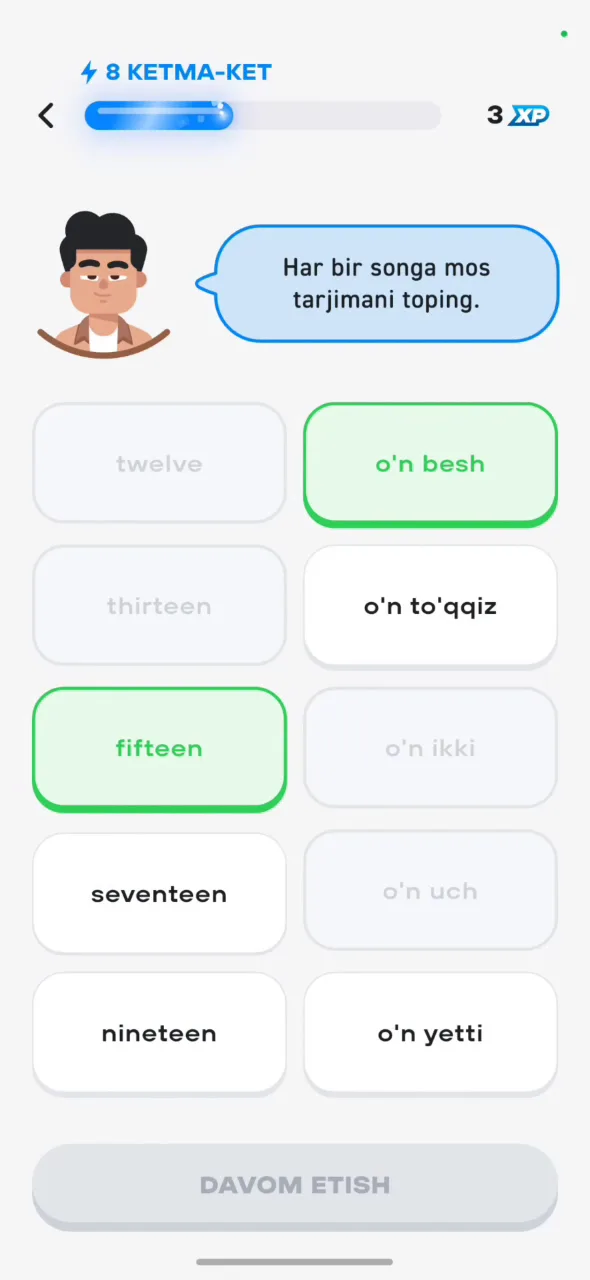 8 KETMA-KET
3 XP
Har bir songa mos
tarjimani toping.
twelve
o'n besh
thirteen
o'n to'qqiz
fifteen
o'n ikki
seventeen
o'n uch
nineteen
o'n yetti
DAVOM ETISH